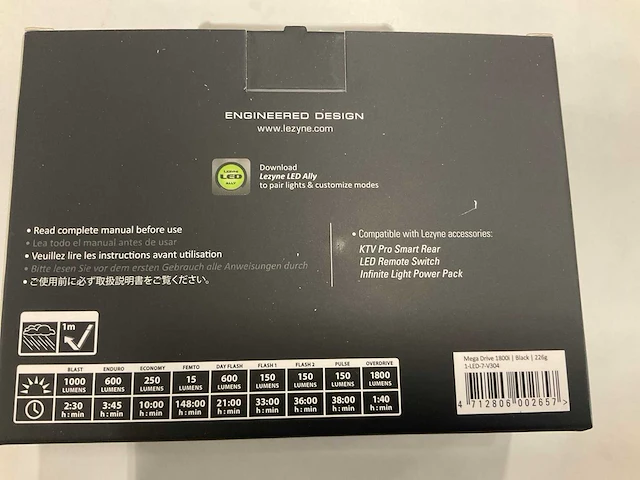 ENGINEERED DESIGN
www.lezyne.com
LEZYNE
LED
ALLY
Download
Lezyne LED Ally
to pair lights & customize modes
• Read complete manual before use
• Lea todo el manual antes de usar
• Veuillez lire les instructions avant utilisation
• Bitte lesen Sie vor dem ersten Gebrauch alle Anweisungen durch
• ご使用前に必ず取扱説明書をご覧ください。
• Compatible with Lezyne accessories:
KTV Pro Smart Rear
LED Remote Switch
Infinite Light Power Pack
1m
BLAST ENDURO ECONOMY FEMTO DAY FLASH FLASH 1 FLASH 2 PULSE OVERDRIVE
1000 600 250 15 600 150 150 150 1800
LUMENS LUMENS LUMENS LUMENS LUMENS LUMENS LUMENS LUMENS LUMENS
2:30 3:45 10:00 148:00 21:00 33:00 36:00 38:00 1:40
h : min h : min h : min h : min h : min h : min h : min h : min h : min
Mega Drive 1800i | Black | 226g
1-LED-7-V304
4 712806 002657 >